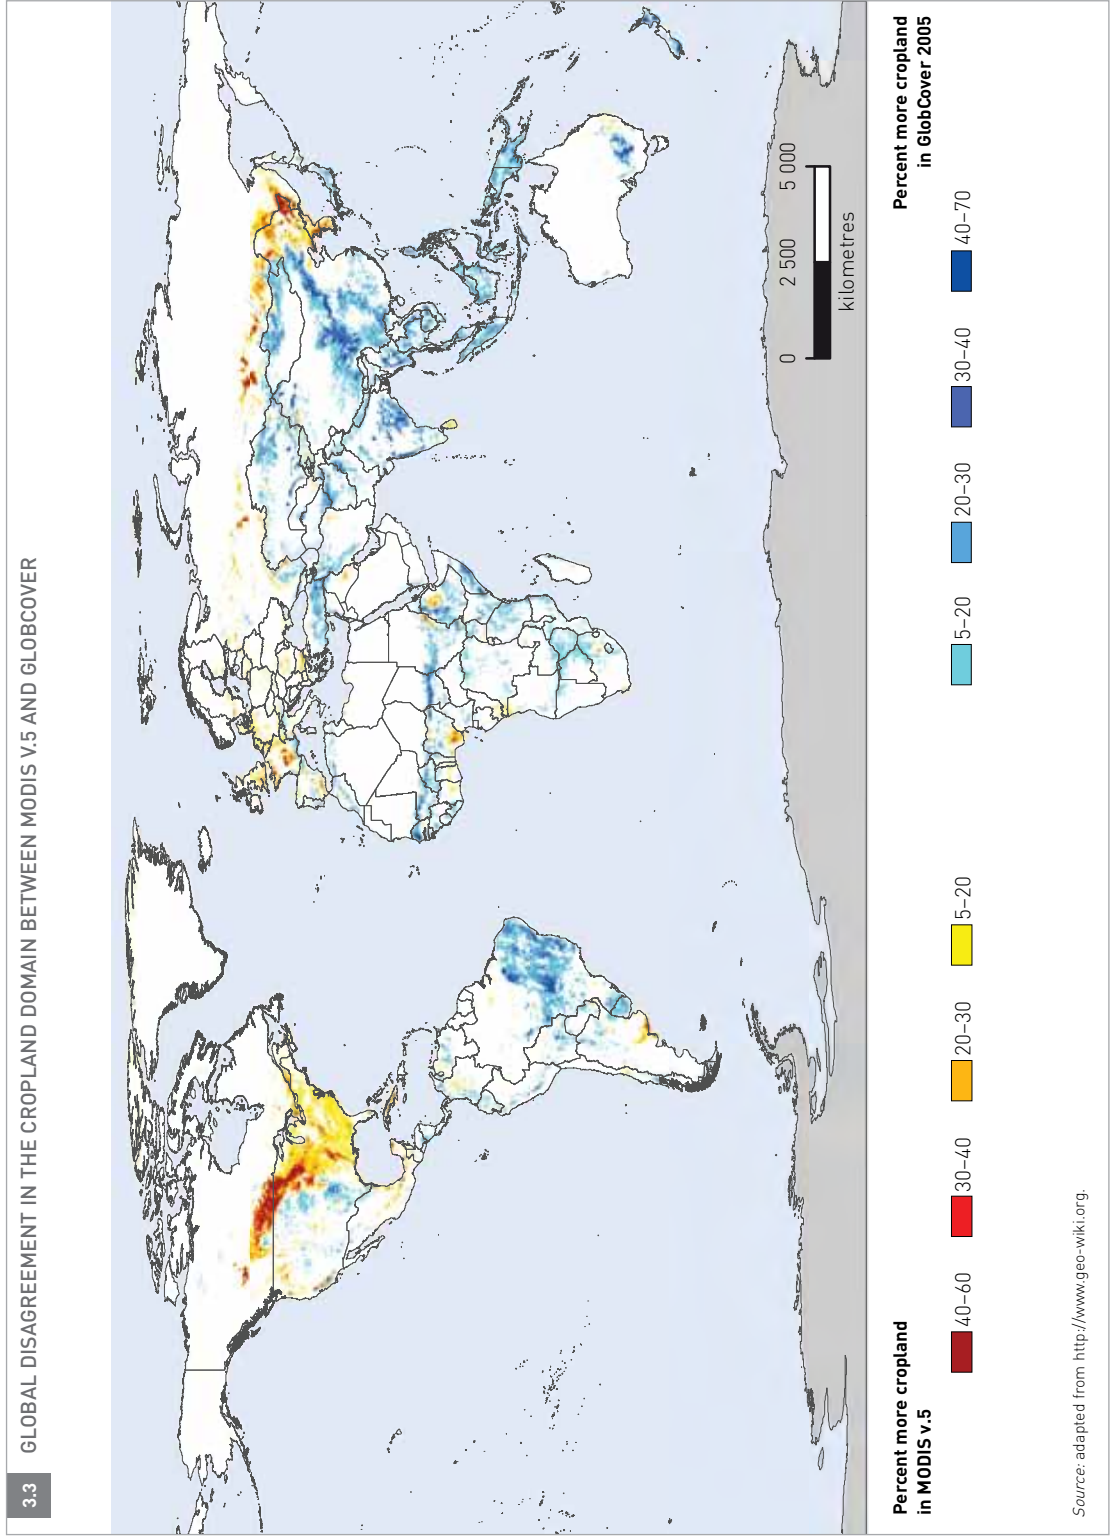 3.3 GLOBAL DISAGREEMENT IN THE CROPLAND DOMAIN BETWEEN MODIS V.5 AND GLOBCOVER
0 2 500 5 000
kilometres
Percent more cropland
in MODIS v.5
Percent more cropland
in GlobCover 2005
40–60 30–40 20–30 5–20 5–20 20–30 30–40 40–70
Source: adapted from http://www.geo-wiki.org.